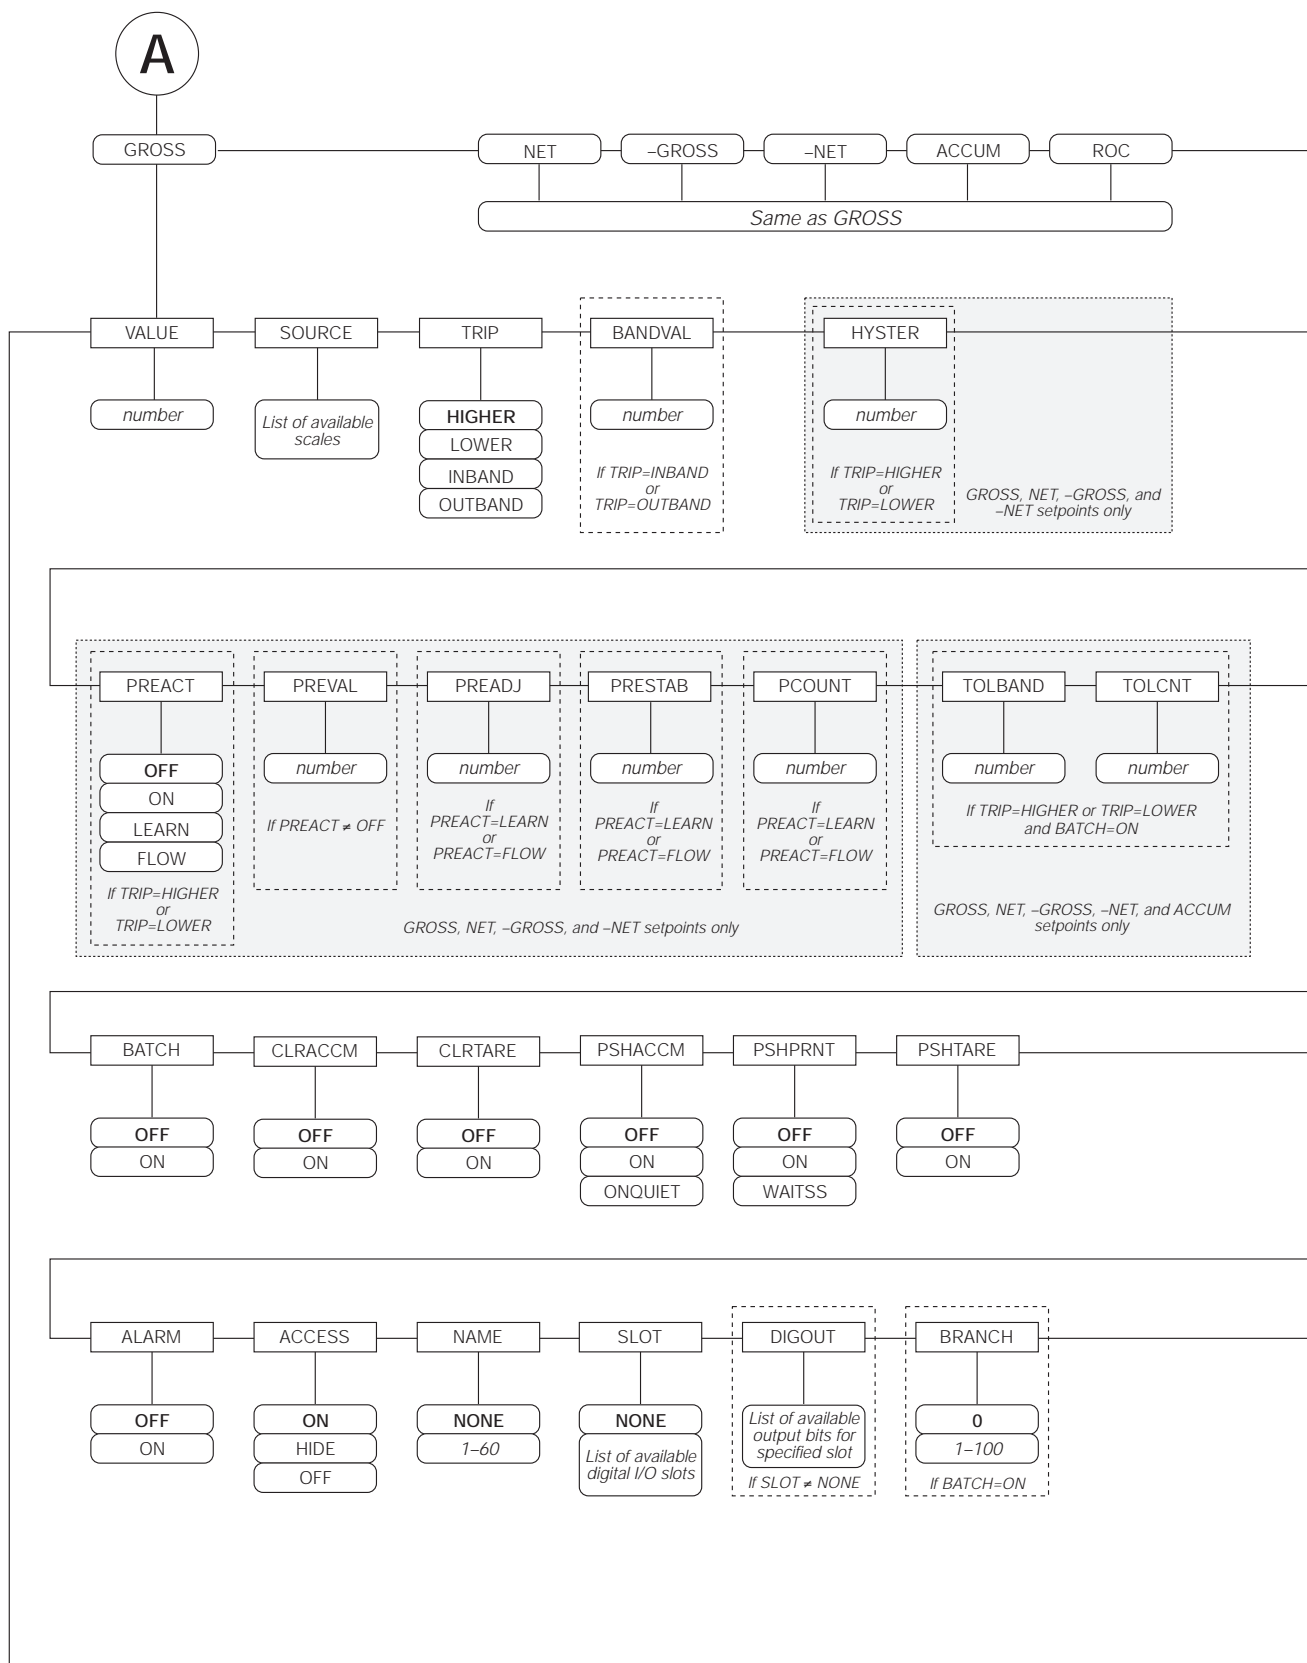 A
GROSS
NET
–GROSS
–NET
ACCUM
ROC
Same as GROSS
VALUE
SOURCE
TRIP
BANDVAL
HYSTER
number
List of available
scales
HIGHER
LOWER
INBAND
OUTBAND
number
If TRIP=INBAND
or
TRIP=OUTBAND
number
If TRIP=HIGHER
or
TRIP=LOWER
GROSS, NET, –GROSS, and
–NET setpoints only
PREACT
PREVAL
PREADJ
PRESTAB
PCOUNT
TOLBAND
TOLCNT
OFF
ON
LEARN
FLOW
If TRIP=HIGHER
or
TRIP=LOWER
number
If PREACT ≠ OFF
number
If
PREACT=LEARN
or
PREACT=FLOW
number
If
PREACT=LEARN
or
PREACT=FLOW
number
If
PREACT=LEARN
or
PREACT=FLOW
GROSS, NET, –GROSS, and –NET setpoints only
number
number
If TRIP=HIGHER or TRIP=LOWER
and BATCH=ON
GROSS, NET, –GROSS, –NET, and ACCUM
setpoints only
BATCH
CLRACCM
CLRTARE
PSHACCM
PSHPRNT
PSHTARE
OFF
ON
OFF
ON
OFF
ON
OFF
ON
ONQUIET
OFF
ON
WAITSS
OFF
ON
ALARM
ACCESS
NAME
SLOT
DIGOUT
BRANCH
OFF
ON
ON
HIDE
OFF
NONE
1–60
NONE
List of available
digital I/O slots
List of available
output bits for
specified slot
If SLOT ≠ NONE
0
1–100
If BATCH=ON